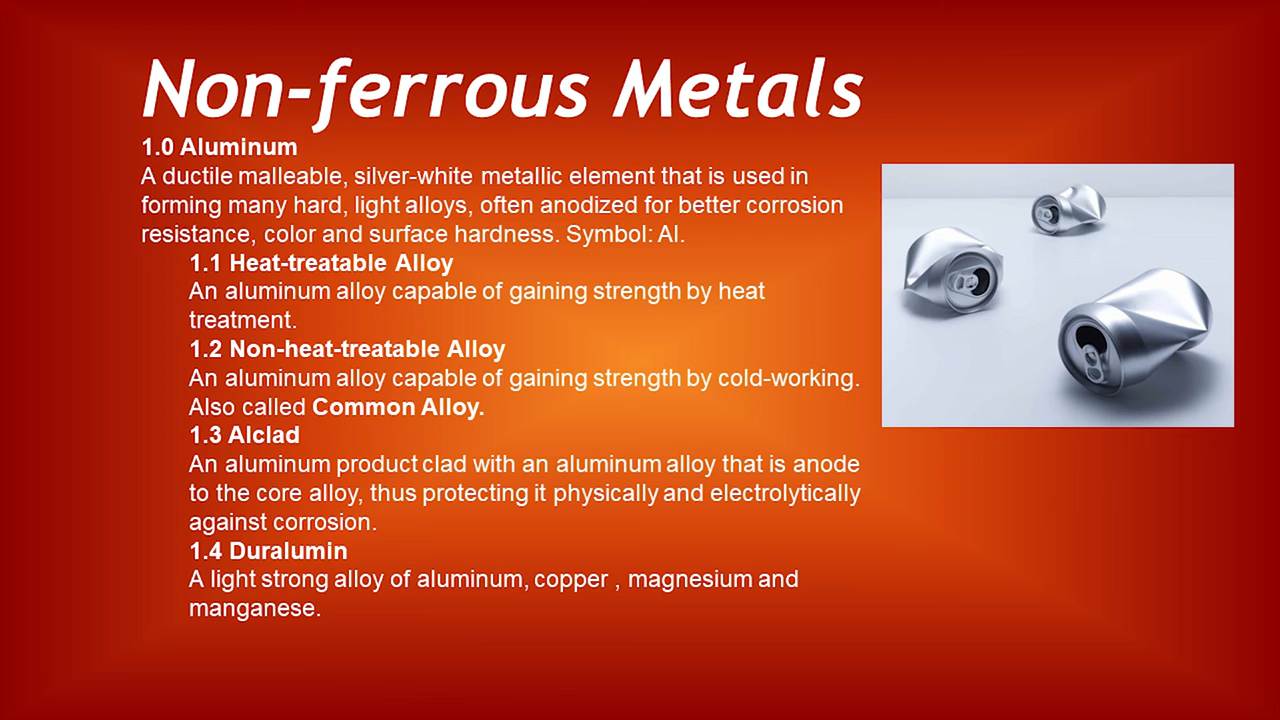 Non-ferrous Metals
1.0 Aluminum
A ductile malleable, silver-white metallic element that is used in
forming many hard, light alloys, often anodized for better corrosion
resistance, color and surface hardness. Symbol: Al.
1.1 Heat-treatable Alloy
An aluminum alloy capable of gaining strength by heat
treatment.
1.2 Non-heat-treatable Alloy
An aluminum alloy capable of gaining strength by cold-working.
Also called Common Alloy.
1.3 Alclad
An aluminum product clad with an aluminum alloy that is anode
to the core alloy, thus protecting it physically and electrolytically
against corrosion.
1.4 Duralumin
A light strong alloy of aluminum, copper , magnesium and
manganese.